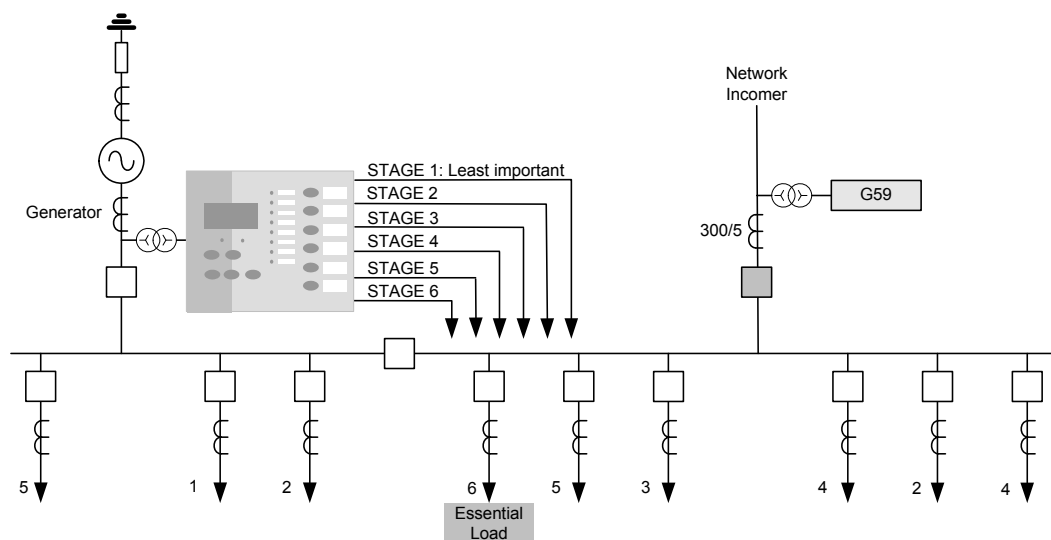 Network
Incomer
STAGE 1: Least important
STAGE 2
G59
Generator
STAGE 3
300/5
STAGE 4
STAGE 5
STAGE 6
5
1
2
6
5
3
4
2
4
Essential
Load